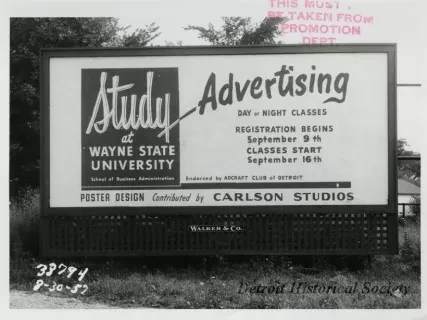 THIS MUST
BE TAKEN FROM
PROMOTION
DEPT.
Study
at
WAYNE STATE
UNIVERSITY
School of Business Administration
Advertising
DAY or NIGHT CLASSES
REGISTRATION BEGINS
September 9th
CLASSES START
September 16th
Endorsed by ADCRAFT CLUB of DETROIT
POSTER DESIGN Contributed by CARLSON STUDIOS
WALKER & CO.
33794
8-30-57
Detroit Historical Society